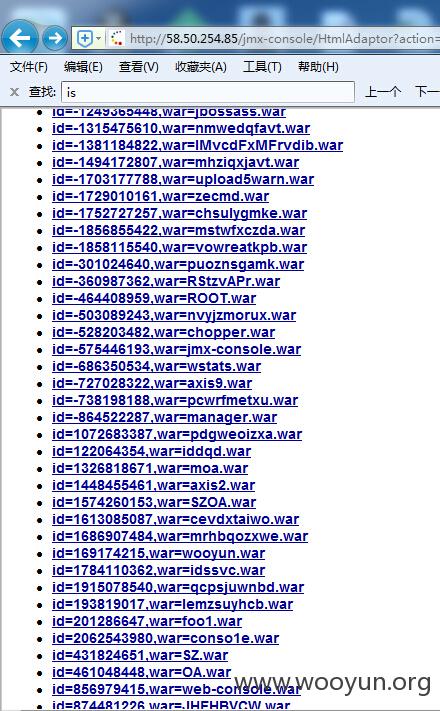 http://58.50.254.85/jmx-console/HtmlAdaptor?action=
文件(F) 编辑(E) 查看(V) 收藏夹(A) 工具(T) 帮助(H)
查找: is 上一个 下一
id=-1249365448,war=jbossass.war
id=-1315475610,war=nmwedqfavt.war
id=-1381184822,war=IMvcdFxMFrvdib.war
id=-1494172807,war=mhziqxjavt.war
id=-1703177788,war=upload5warn.war
id=-1729010161,war=zecmd.war
id=-1752727257,war=chsulygmke.war
id=-1856855422,war=mstwfxczda.war
id=-1858115540,war=vowreatkpb.war
id=-301024640,war=puoznsgamk.war
id=-360987362,war=RStzvAPr.war
id=-464408959,war=ROOT.war
id=-503089243,war=nvyjzmorux.war
id=-528203482,war=chopper.war
id=-575446193,war=jmx-console.war
id=-686350534,war=wstats.war
id=-727028322,war=axis9.war
id=-738198188,war=pcwrfmetxu.war
id=-864522287,war=manager.war
id=1072683387,war=pdgweoizxa.war
id=122064354,war=iddqd.war
id=1326818671,war=moa.war
id=1448455461,war=axis2.war
id=1574260153,war=SZOA.war
id=1613085087,war=cevdxtaiwo.war
id=1686907484,war=mrhbqozxwe.war
id=169174215,war=wooyun.war
id=1784110362,war=idssvc.war
id=1915078540,war=qcpsjuwnbd.war
id=193819017,war=lemzsuyhcb.war
id=201286647,war=foo1.war
id=2062543980,war=conso1e.war
id=431824651,war=SZ.war
id=461048448,war=OA.war
id=856979415,war=web-console.war
id=874481226,war=JHFHBVCW.war
www.wooyun.org